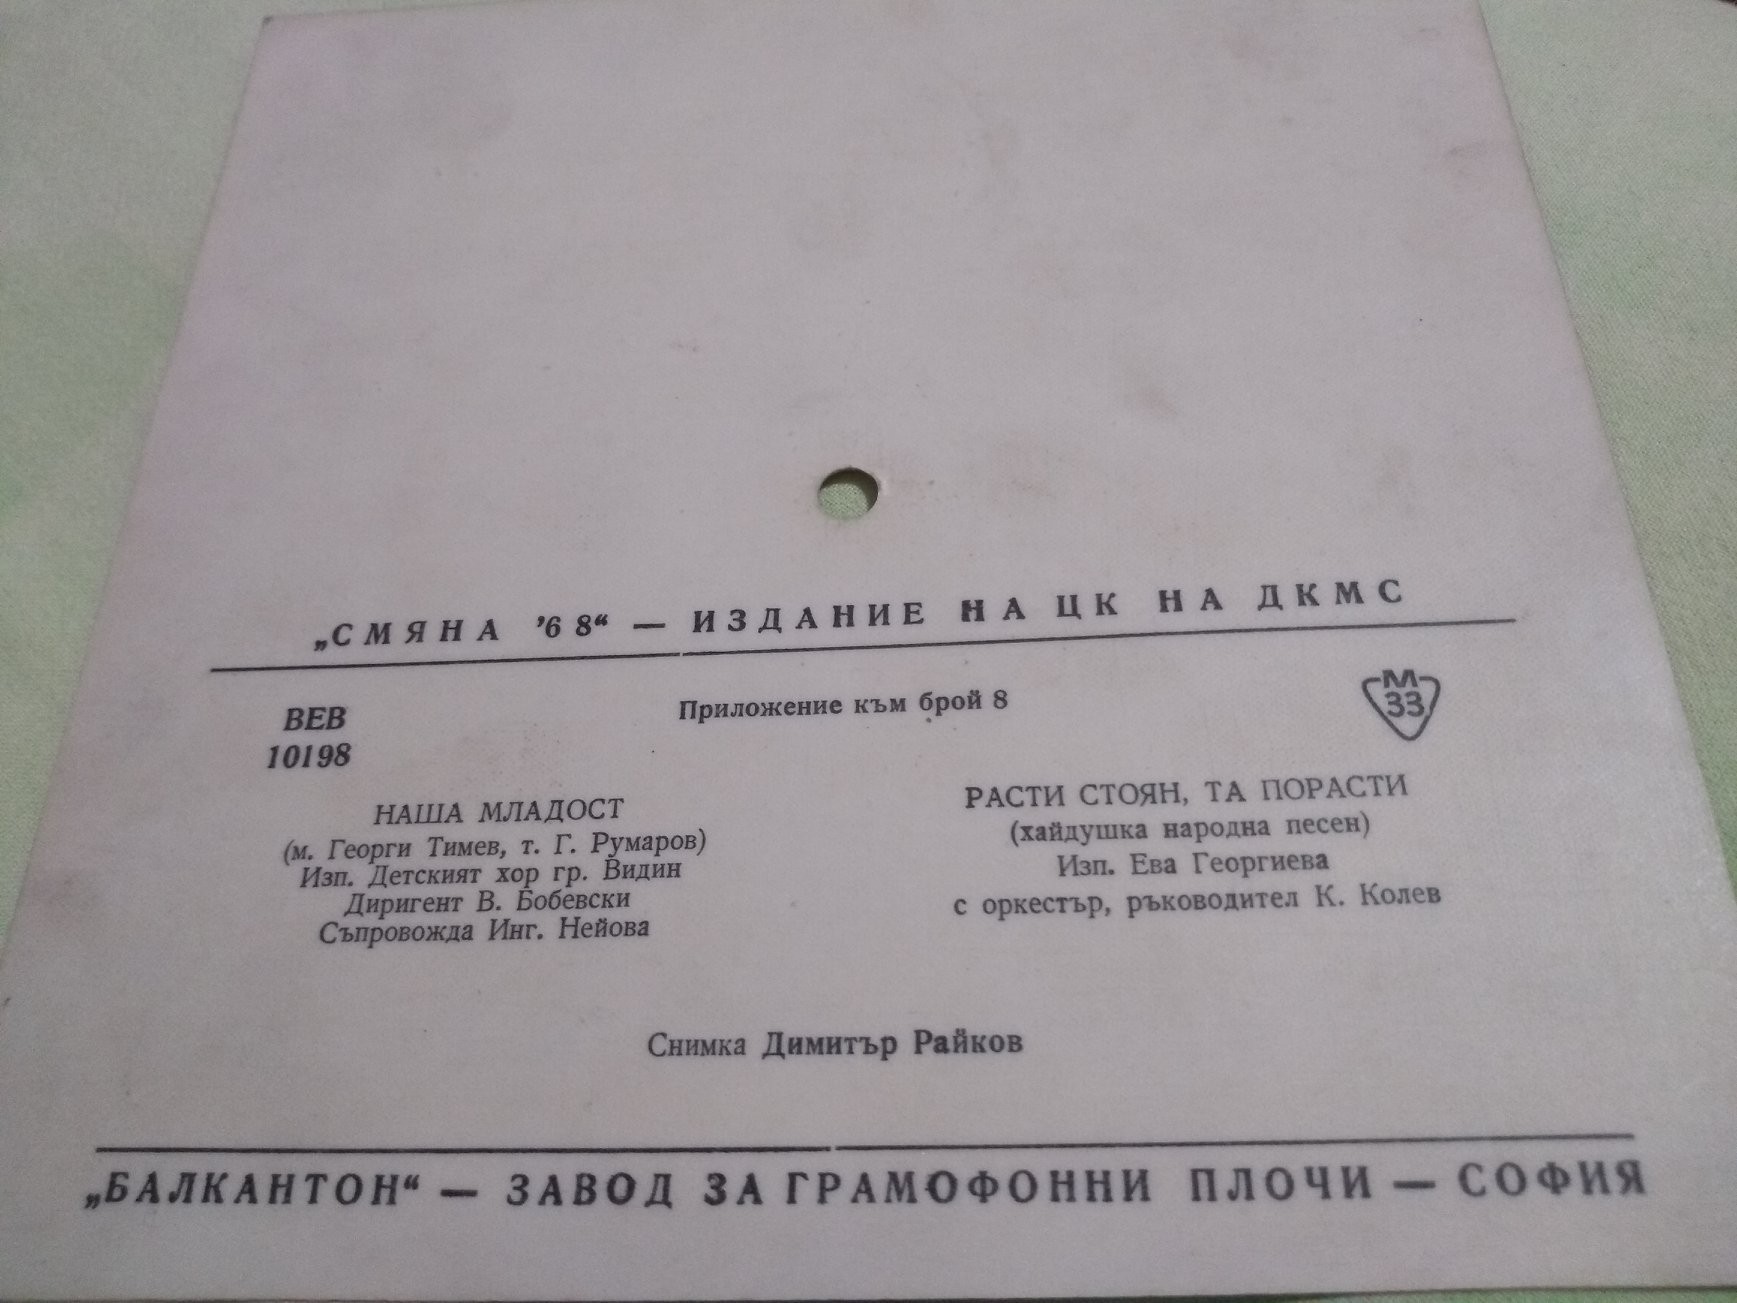 „СМЯНА '68“ — ИЗДАНИЕ НА ЦК НА ДКМС
ВЕВ
10198
Приложение към брой 8
М
33
НАША МЛАДОСТ
(м. Георги Тимев, т. Г. Румаров)
Изп. Детският хор гр. Видин
Диригент В. Бобевски
Съпровожда Инг. Нейова
РАСТИ СТОЯН, ТА ПОРАСТИ
(хайдушка народна песен)
Изп. Ева Георгиева
с оркестър, ръководител К. Колев
Снимка Димитър Райков
„БАЛКАНТОН“ — ЗАВОД ЗА ГРАМОФОННИ ПЛОЧИ — СОФИЯ